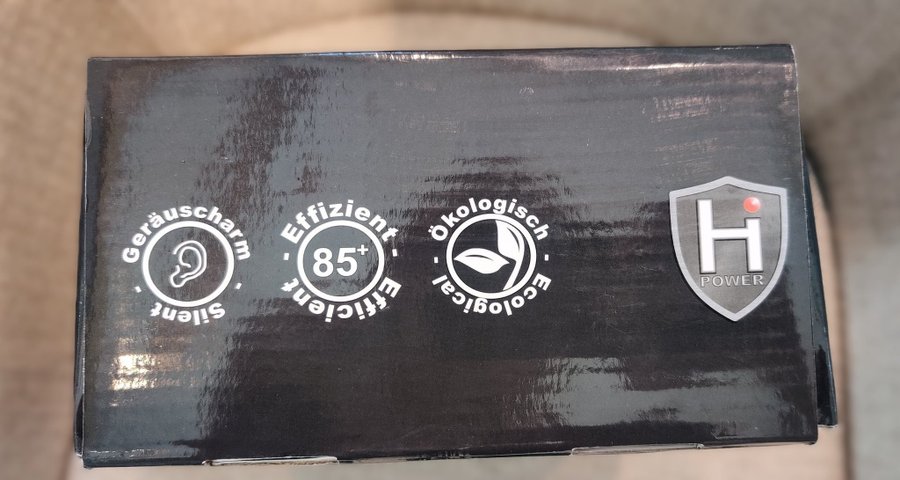 Geräuscharm
- Silent -
Effizient
85+
- Efficient -
Ökologisch
- Ecological -
Hi
POWER